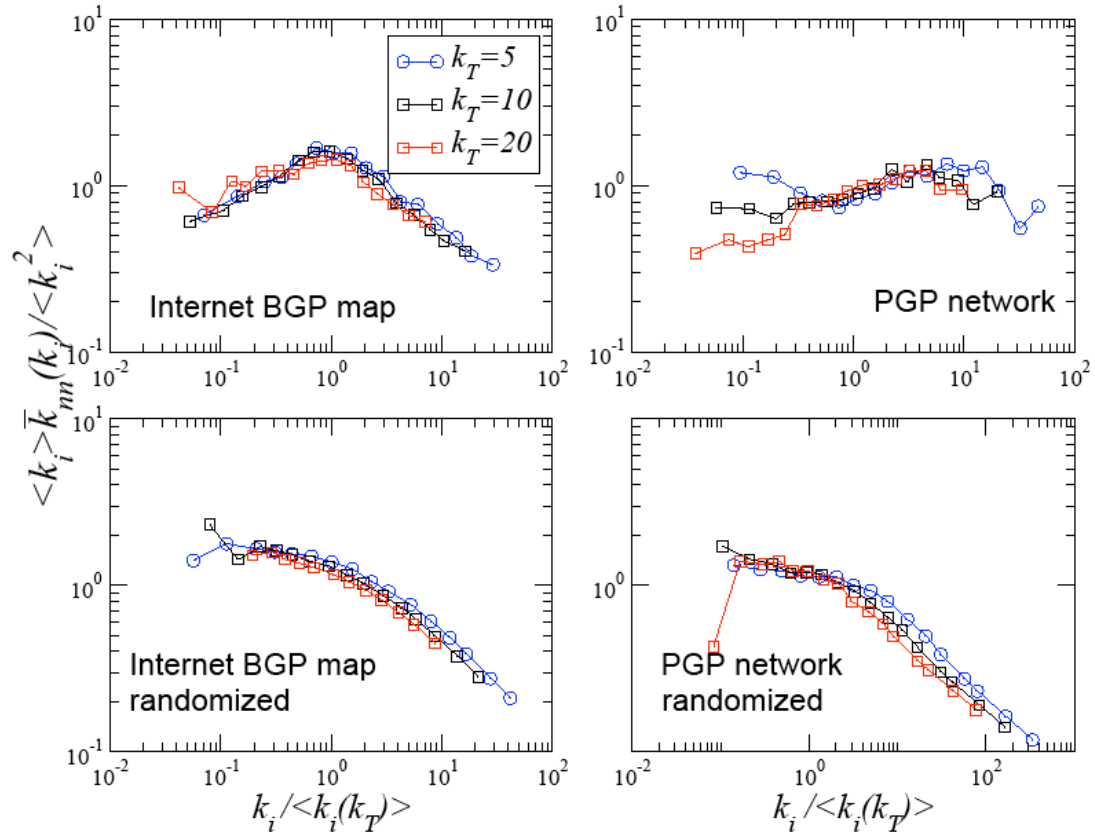 <k_i>k̄_nn(k_i)/<k_i^2>
10^1
10^0
10^-1
10^-2 10^-1 10^0 10^1 10^2
k_T=5
k_T=10
k_T=20
Internet BGP map
10^1
10^0
10^-1
10^-2 10^-1 10^0 10^1 10^2
PGP network
10^1
10^0
10^-1
10^-2 10^-1 10^0 10^1 10^2
Internet BGP map
randomized
k_i/<k_i(k_T)>
10^1
10^0
10^-1
10^-2 10^0 10^2
PGP network
randomized
k_i/<k_i(k_T)>